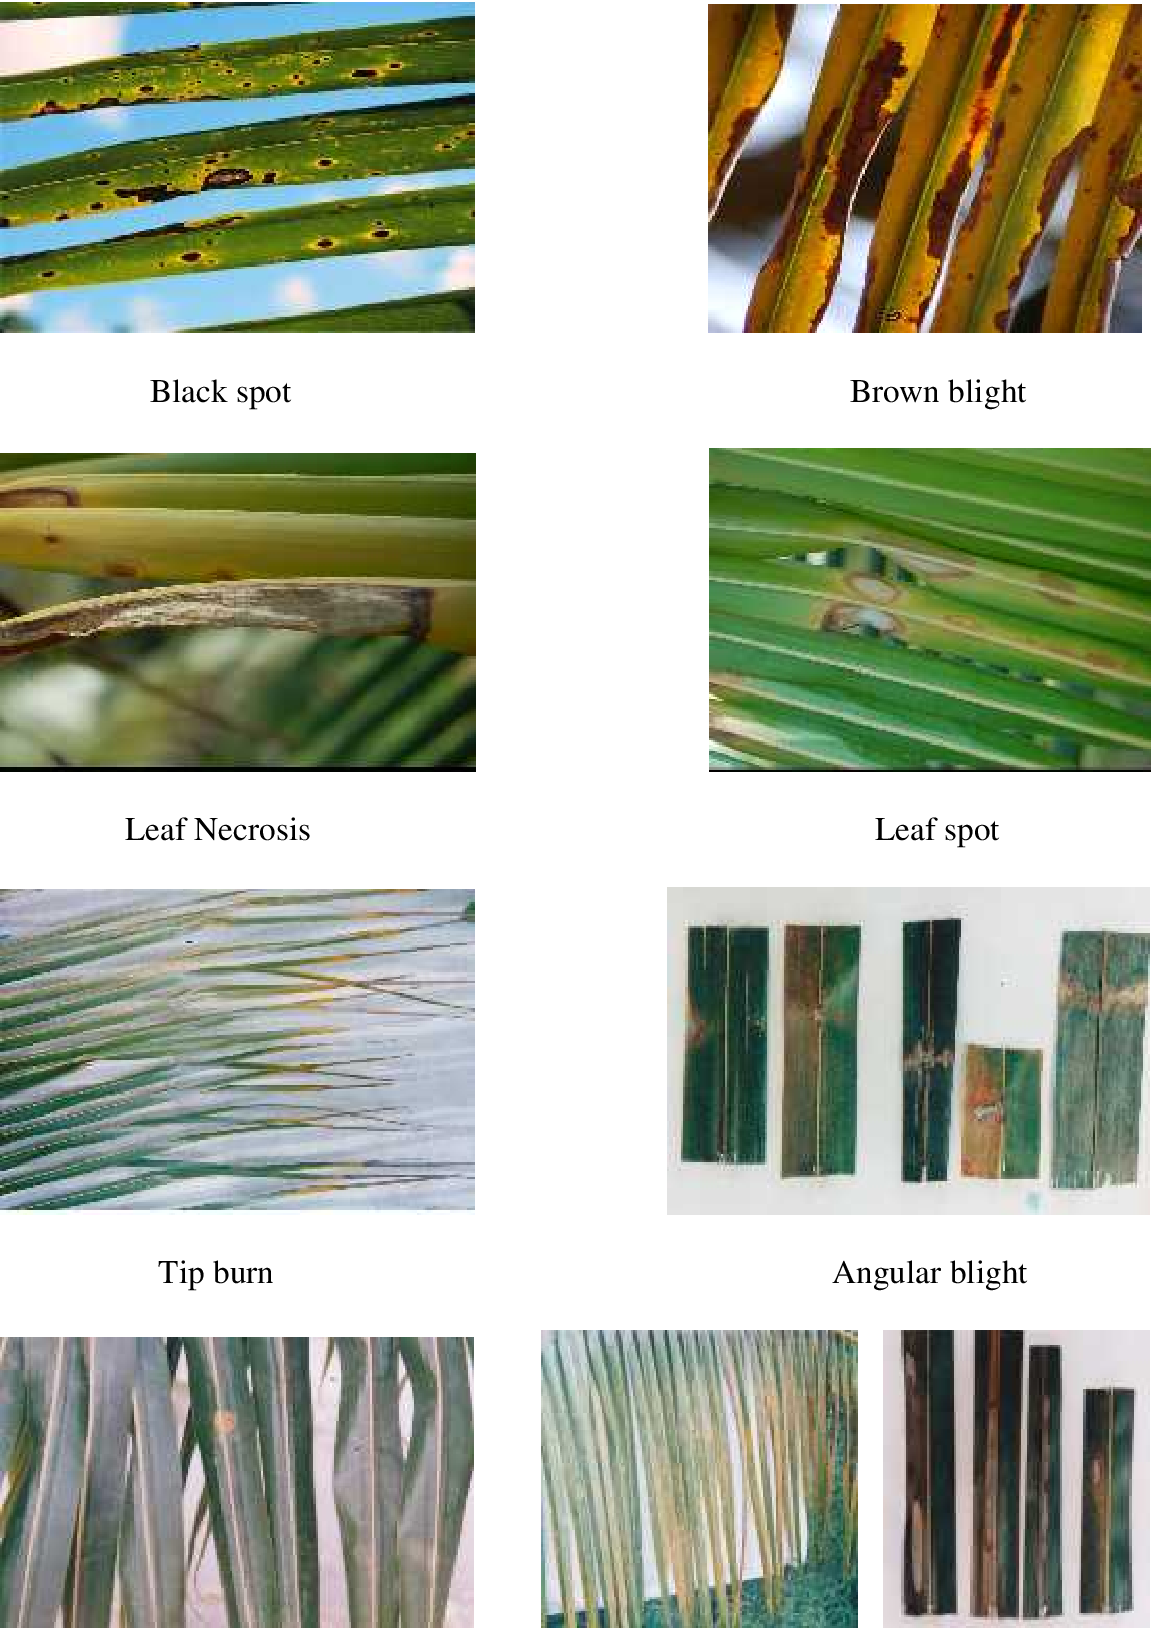 Black spot
Brown blight
Leaf Necrosis
Leaf spot
Tip burn
Angular blight